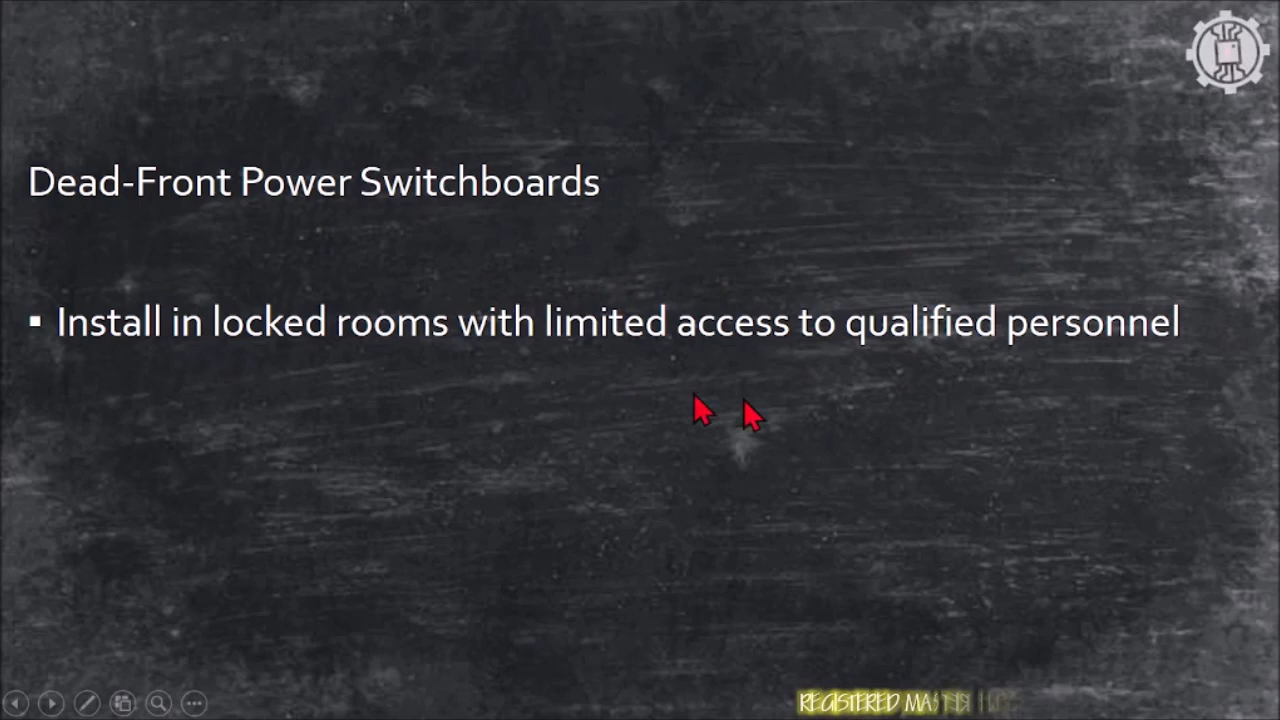 Dead-Front Power Switchboards
▪ Install in locked rooms with limited access to qualified personnel
REGISTERED